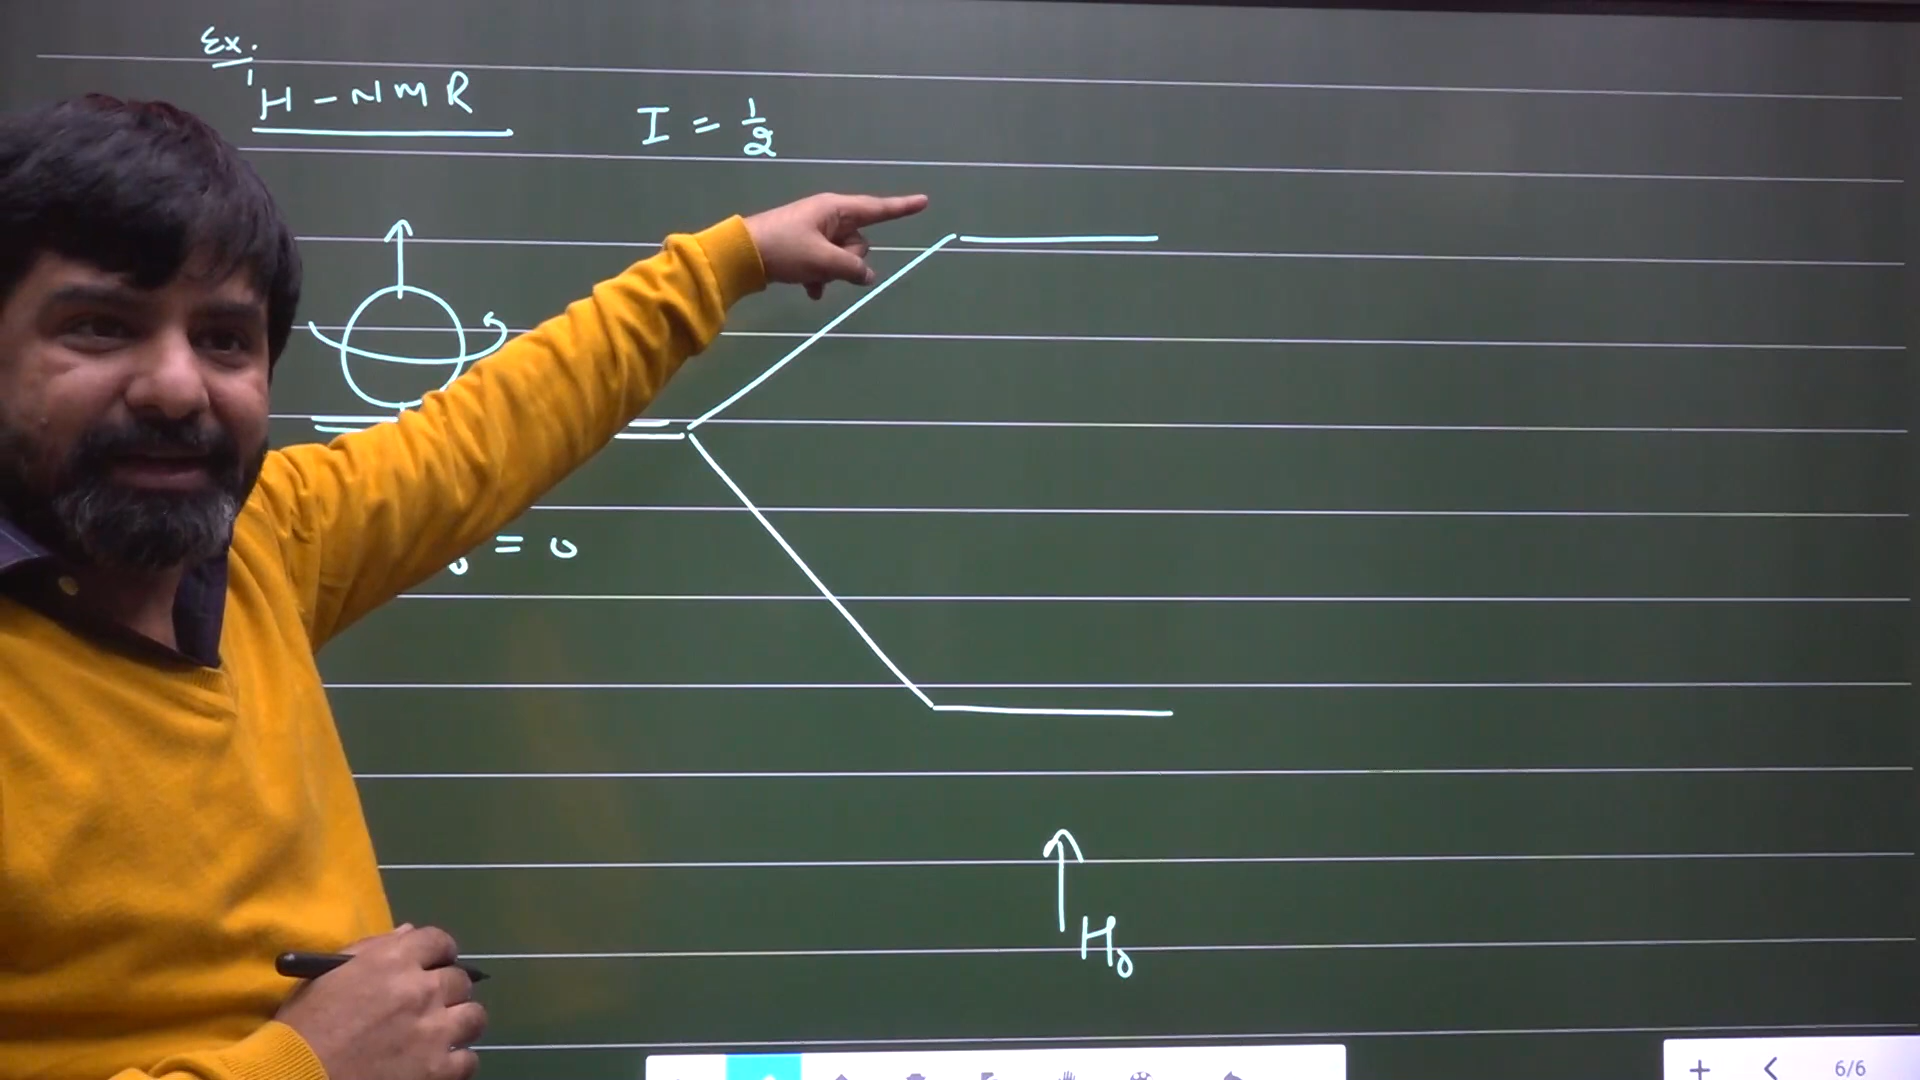 Ex.
¹H - NMR
I = 1/2
= 0
H₀
6/6